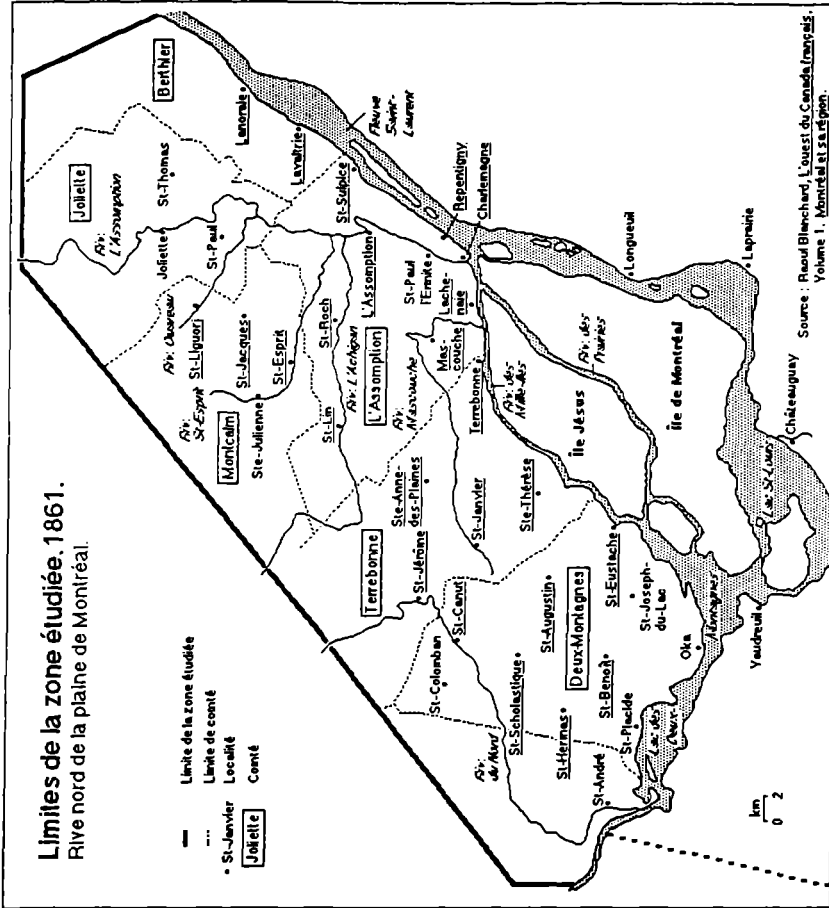 Limites de la zone étudiée. 1861.
Rive nord de la plaine de Montréal.
Limite de la zone étudiée
Limite de comté
St-Janvier Localité
Joliette Comté
Joliette
Berthier
Riv.
L'Assomption
St-Thomas
Joliette
St-Paul
Lanoraie
Lavaltrie
Fleuve
Saint-
Laurent
St-Sulpice
Riv. Ouareau
St-Liguori
St-Jacques
Riv.
St-Esprit
St-Esprit
Montcalm
Ste-Julienne
St-Roch
L'Assomption
Riv. L'Achigan
St-Lin
L'Assomption
Repentigny
Charlemagne
St-Paul
l'Ermite
Lache-
naie
Mas-
couche
Riv.
Mascouche
Terrebonne
Riv. des
Mille-Iles
Riv. des
Prairies
Île Jésus
Île de Montréal
Longueuil
Laprairie
Châteauguay
Lac St-Louis
Terrebonne
Ste-Anne-
des-Plaines
St-Jérôme
St-Janvier
Ste-Thérèse
St-Canut
St-Colomban
St-Augustin
St-Eustache
St-Joseph-
du-Lac
Deux-Montagnes
St-Scholastique
St-Benoît
Oka
Riv.
du Nord
St-Hermas
St-Placide
St-André
Lac des
Deux-
Montagnes
Vaudreuil
km
0 2
Source : Raoul Blanchard, L'ouest du Canada français.
Volume 1. Montréal et sa région.